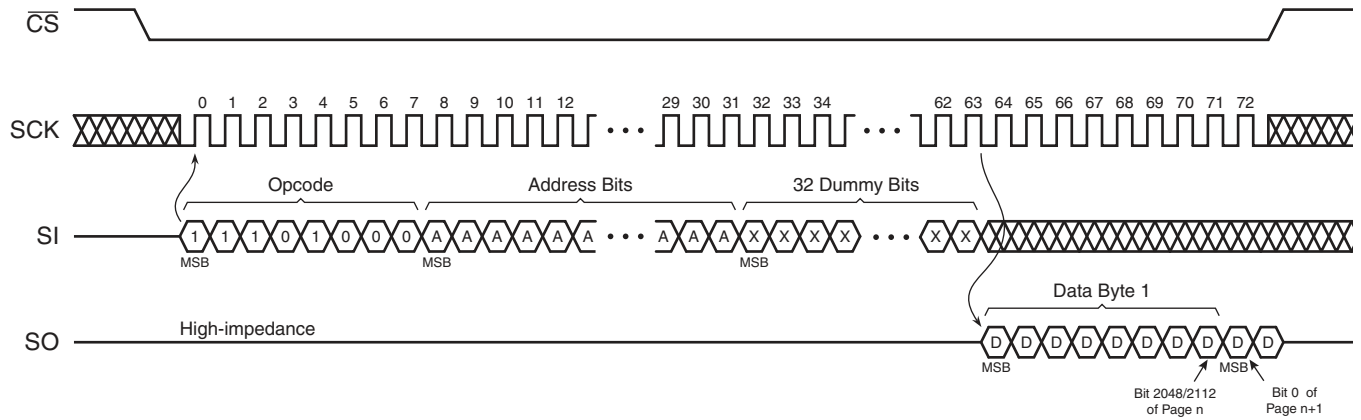 CS
0 1 2 3 4 5 6 7 8 9 10 11 12 29 30 31 32 33 34 62 63 64 65 66 67 68 69 70 71 72
SCK
Opcode Address Bits 32 Dummy Bits
SI 1 1 1 0 1 0 0 0 A A A A A A A A A X X X X X X
MSB MSB MSB
Data Byte 1
High-impedance
SO D D D D D D D D D D
MSB MSB
Bit 2048/2112 Bit 0 of
of Page n Page n+1